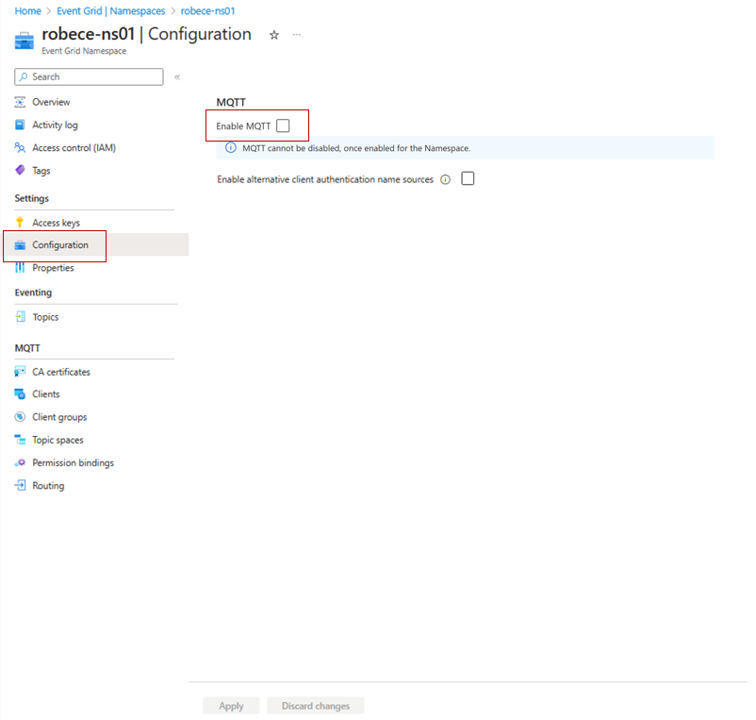 Home > Event Grid | Namespaces > robece-ns01
robece-ns01 | Configuration ☆ ···
Event Grid Namespace
Search «
Overview
Activity log
Access control (IAM)
Tags
Settings
Access keys
Configuration
Properties
Eventing
Topics
MQTT
CA certificates
Clients
Client groups
Topic spaces
Permission bindings
Routing
MQTT
Enable MQTT
MQTT cannot be disabled, once enabled for the Namespace.
Enable alternative client authentication name sources
Apply Discard changes